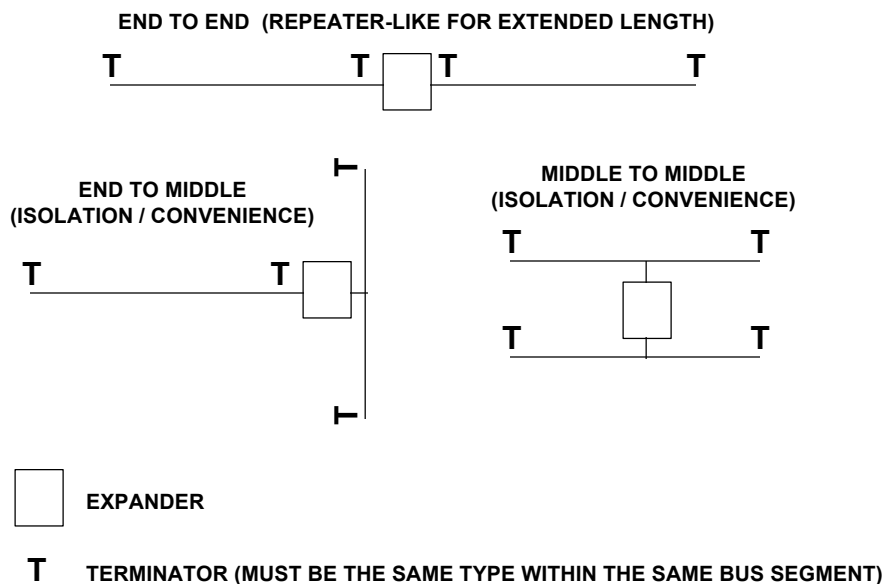 END TO END (REPEATER-LIKE FOR EXTENDED LENGTH)
T T T T
T
END TO MIDDLE
(ISOLATION / CONVENIENCE)
T T
T
MIDDLE TO MIDDLE
(ISOLATION / CONVENIENCE)
T T
T T
EXPANDER
T TERMINATOR (MUST BE THE SAME TYPE WITHIN THE SAME BUS SEGMENT)